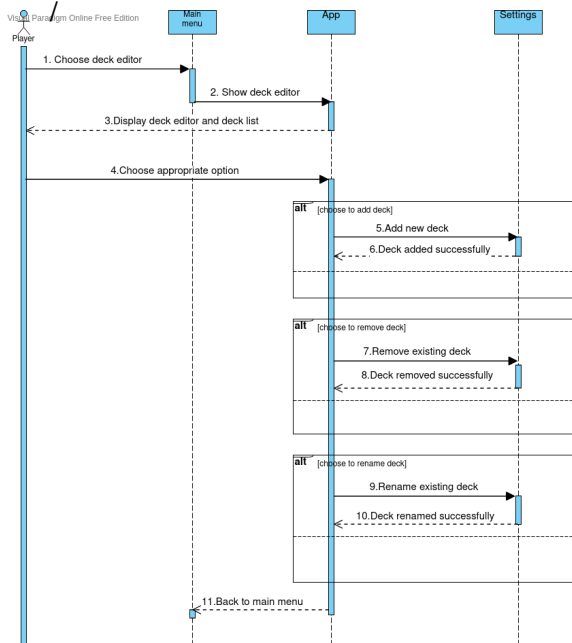 Visual Paradigm Online Free Edition
Player
Main
menu
App
Settings
1. Choose deck editor
2. Show deck editor
3.Display deck editor and deck list
4.Choose appropriate option
alt [choose to add deck]
5.Add new deck
6.Deck added successfully
alt [choose to remove deck]
7.Remove existing deck
8.Deck removed successfully
alt [choose to rename deck]
9.Rename existing deck
10.Deck renamed successfully
11.Back to main menu